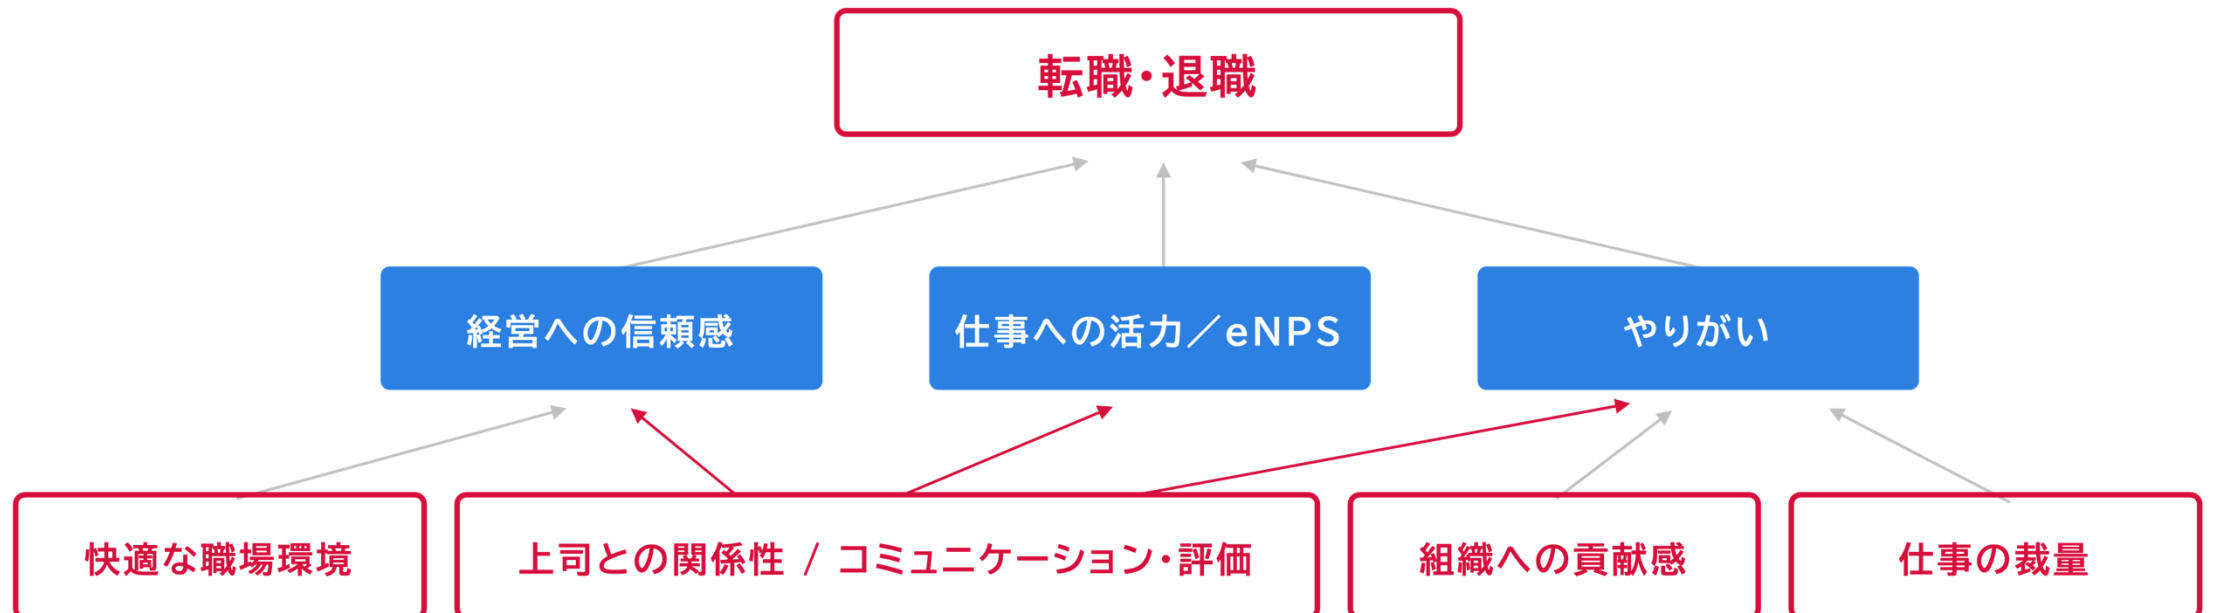 転職・退職
経営への信頼感
仕事への活力／eNPS
やりがい
快適な職場環境
上司との関係性 / コミュニケーション・評価
組織への貢献感
仕事の裁量